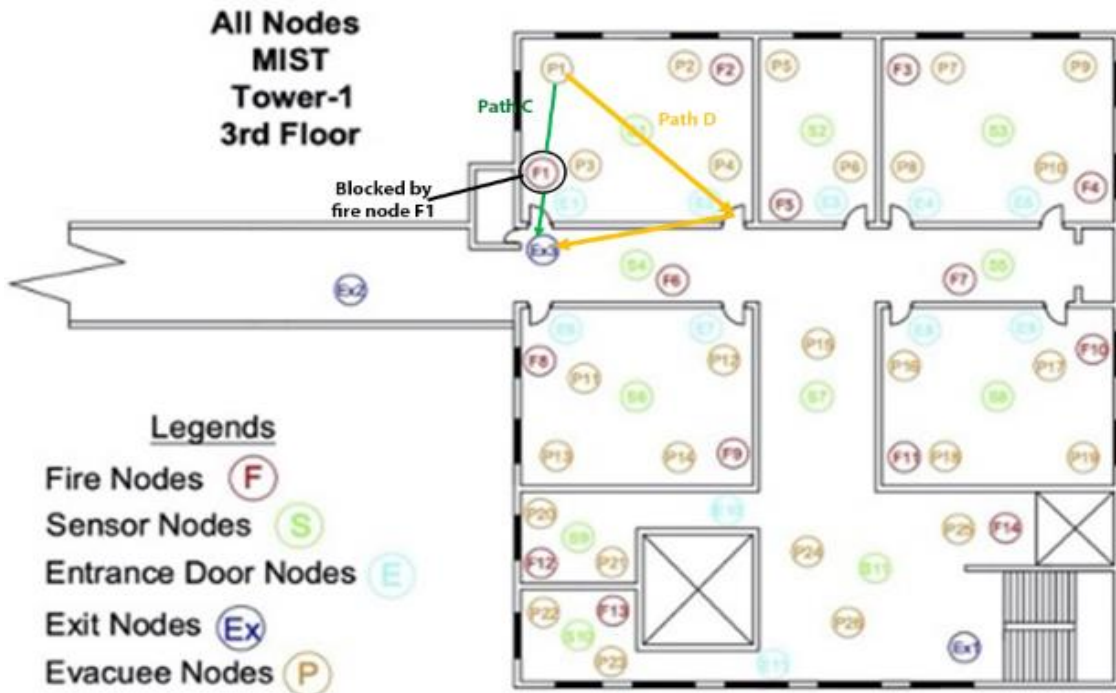 All Nodes
MIST
Tower-1
3rd Floor
P1
P2
F2
P5
F3
P7
P9
Path C
Path D
S2
S3
F1
P3
P4
P6
P8
P10
F4
Blocked by
fire node F1
E1
F5
E3
E4
E5
Ex3
S4
F6
F7
S5
Ex2
E6
E7
E8
E9
F8
P11
P12
P15
P16
P17
F10
S6
S7
S8
P13
P14
F9
F11
P18
P19
Legends
Fire Nodes F
Sensor Nodes S
Entrance Door Nodes E
Exit Nodes Ex
Evacuee Nodes P
P20
E10
S9
F12
P21
P24
P25
F14
S11
P22
F13
S10
P23
P26
E11
Ex1